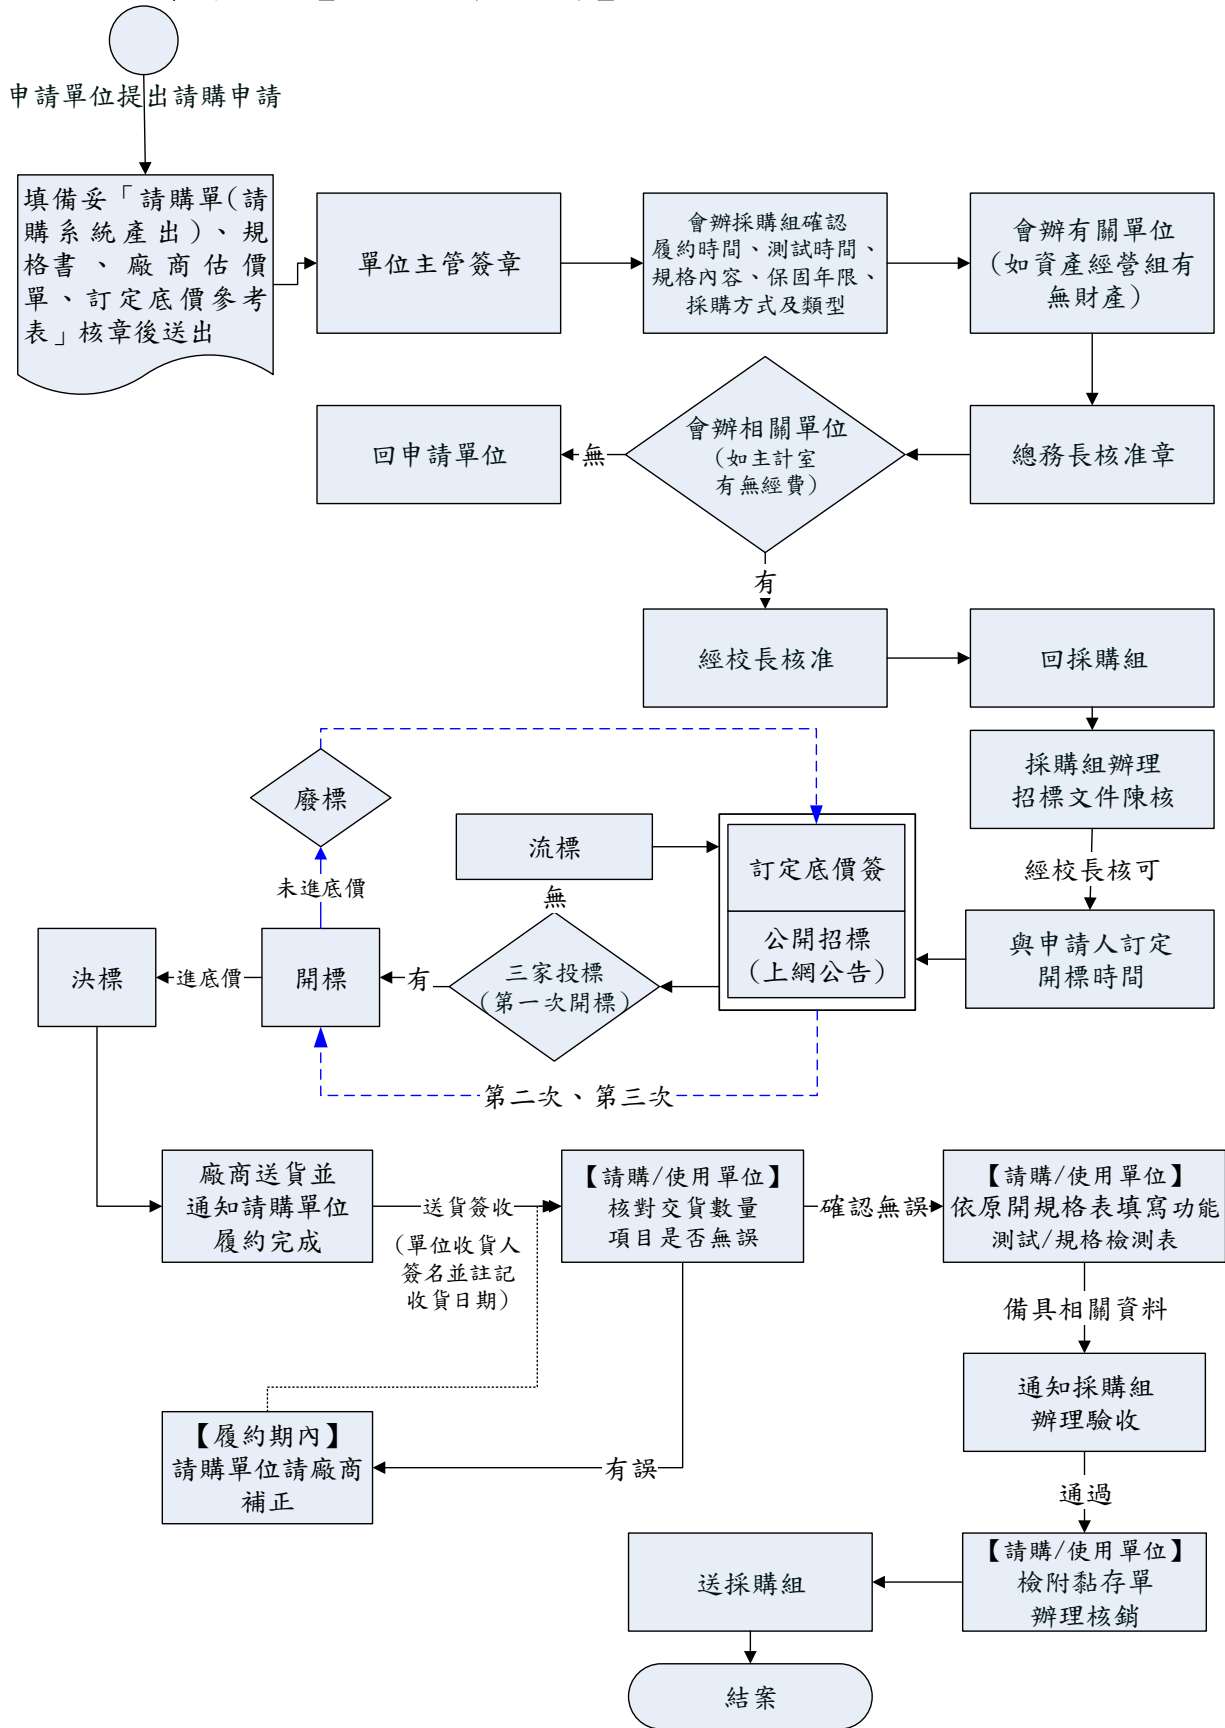 申請單位提出請購申請
填備妥「請購單(請
購系統產出)、規
格書、廠商估價
單、訂定底價參考
表」核章後送出
單位主管簽章
會辦採購組確認
履約時間、測試時間、
規格內容、保固年限、
採購方式及類型
會辦有關單位
(如資產經營組有
無財產)
總務長核准章
會辦相關單位
(如主計室
有無經費)
無
回申請單位
有
經校長核准
回採購組
採購組辦理
招標文件陳核
經校長核可
與申請人訂定
開標時間
訂定底價簽
公開招標
(上網公告)
流標
無
三家投標
(第一次開標)
有
開標
未進底價
廢標
進底價
決標
第二次、第三次
廠商送貨並
通知請購單位
履約完成
送貨簽收
(單位收貨人
簽名並註記
收貨日期)
【請購/使用單位】
核對交貨數量
項目是否無誤
確認無誤
【請購/使用單位】
依原開規格表填寫功能
測試/規格檢測表
有誤
【履約期內】
請購單位請廠商
補正
備具相關資料
通知採購組
辦理驗收
通過
【請購/使用單位】
檢附黏存單
辦理核銷
送採購組
結案